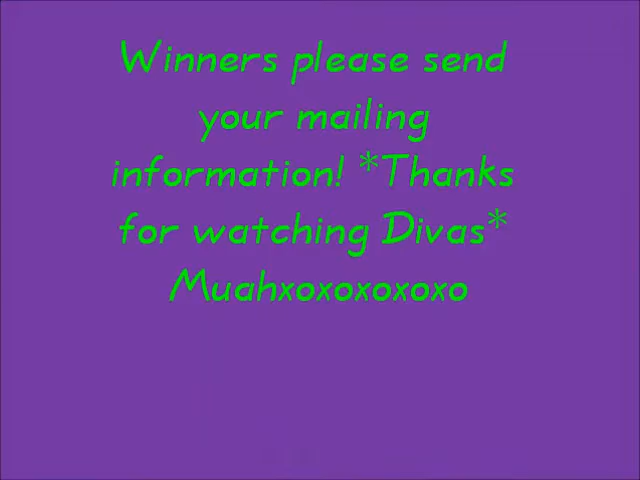 Winners please send
your mailing
information! *Thanks
for watching Divas*
Muahxoxoxoxoxo